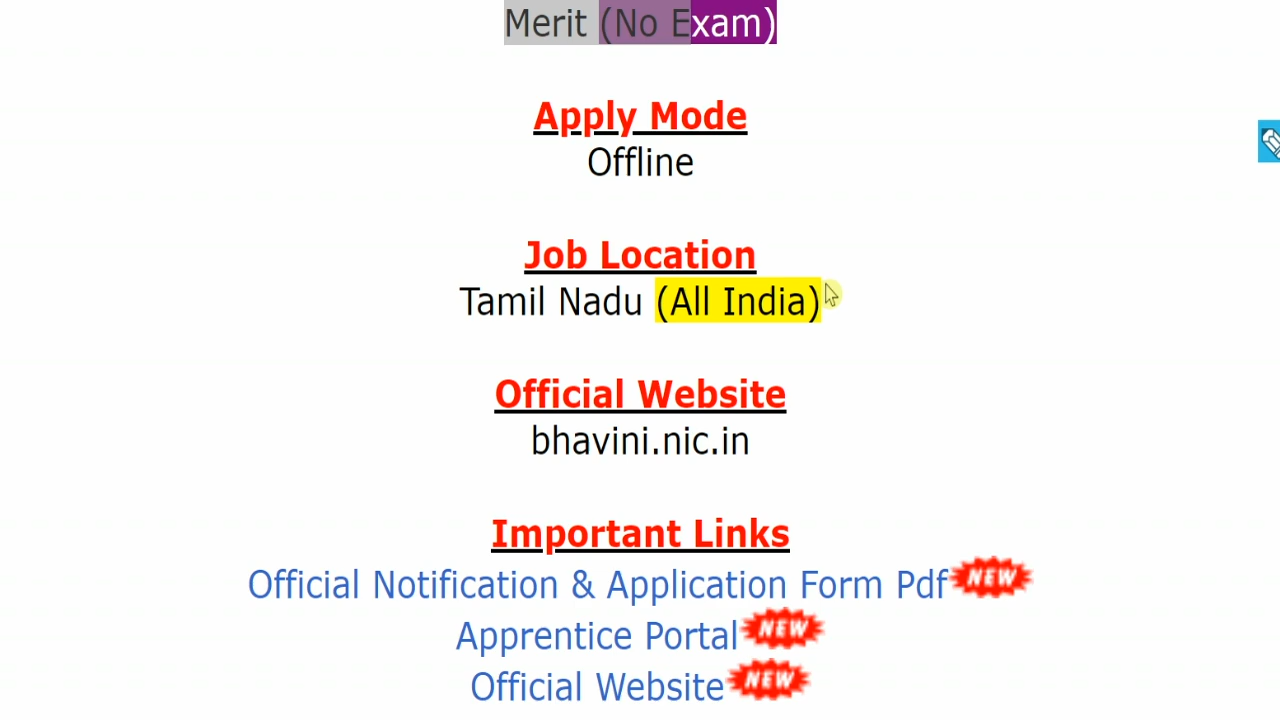 Merit (No Exam)
Apply Mode
Offline
Job Location
Tamil Nadu (All India)
Official Website
bhavini.nic.in
Important Links
Official Notification & Application Form Pdf NEW
Apprentice Portal NEW
Official Website NEW